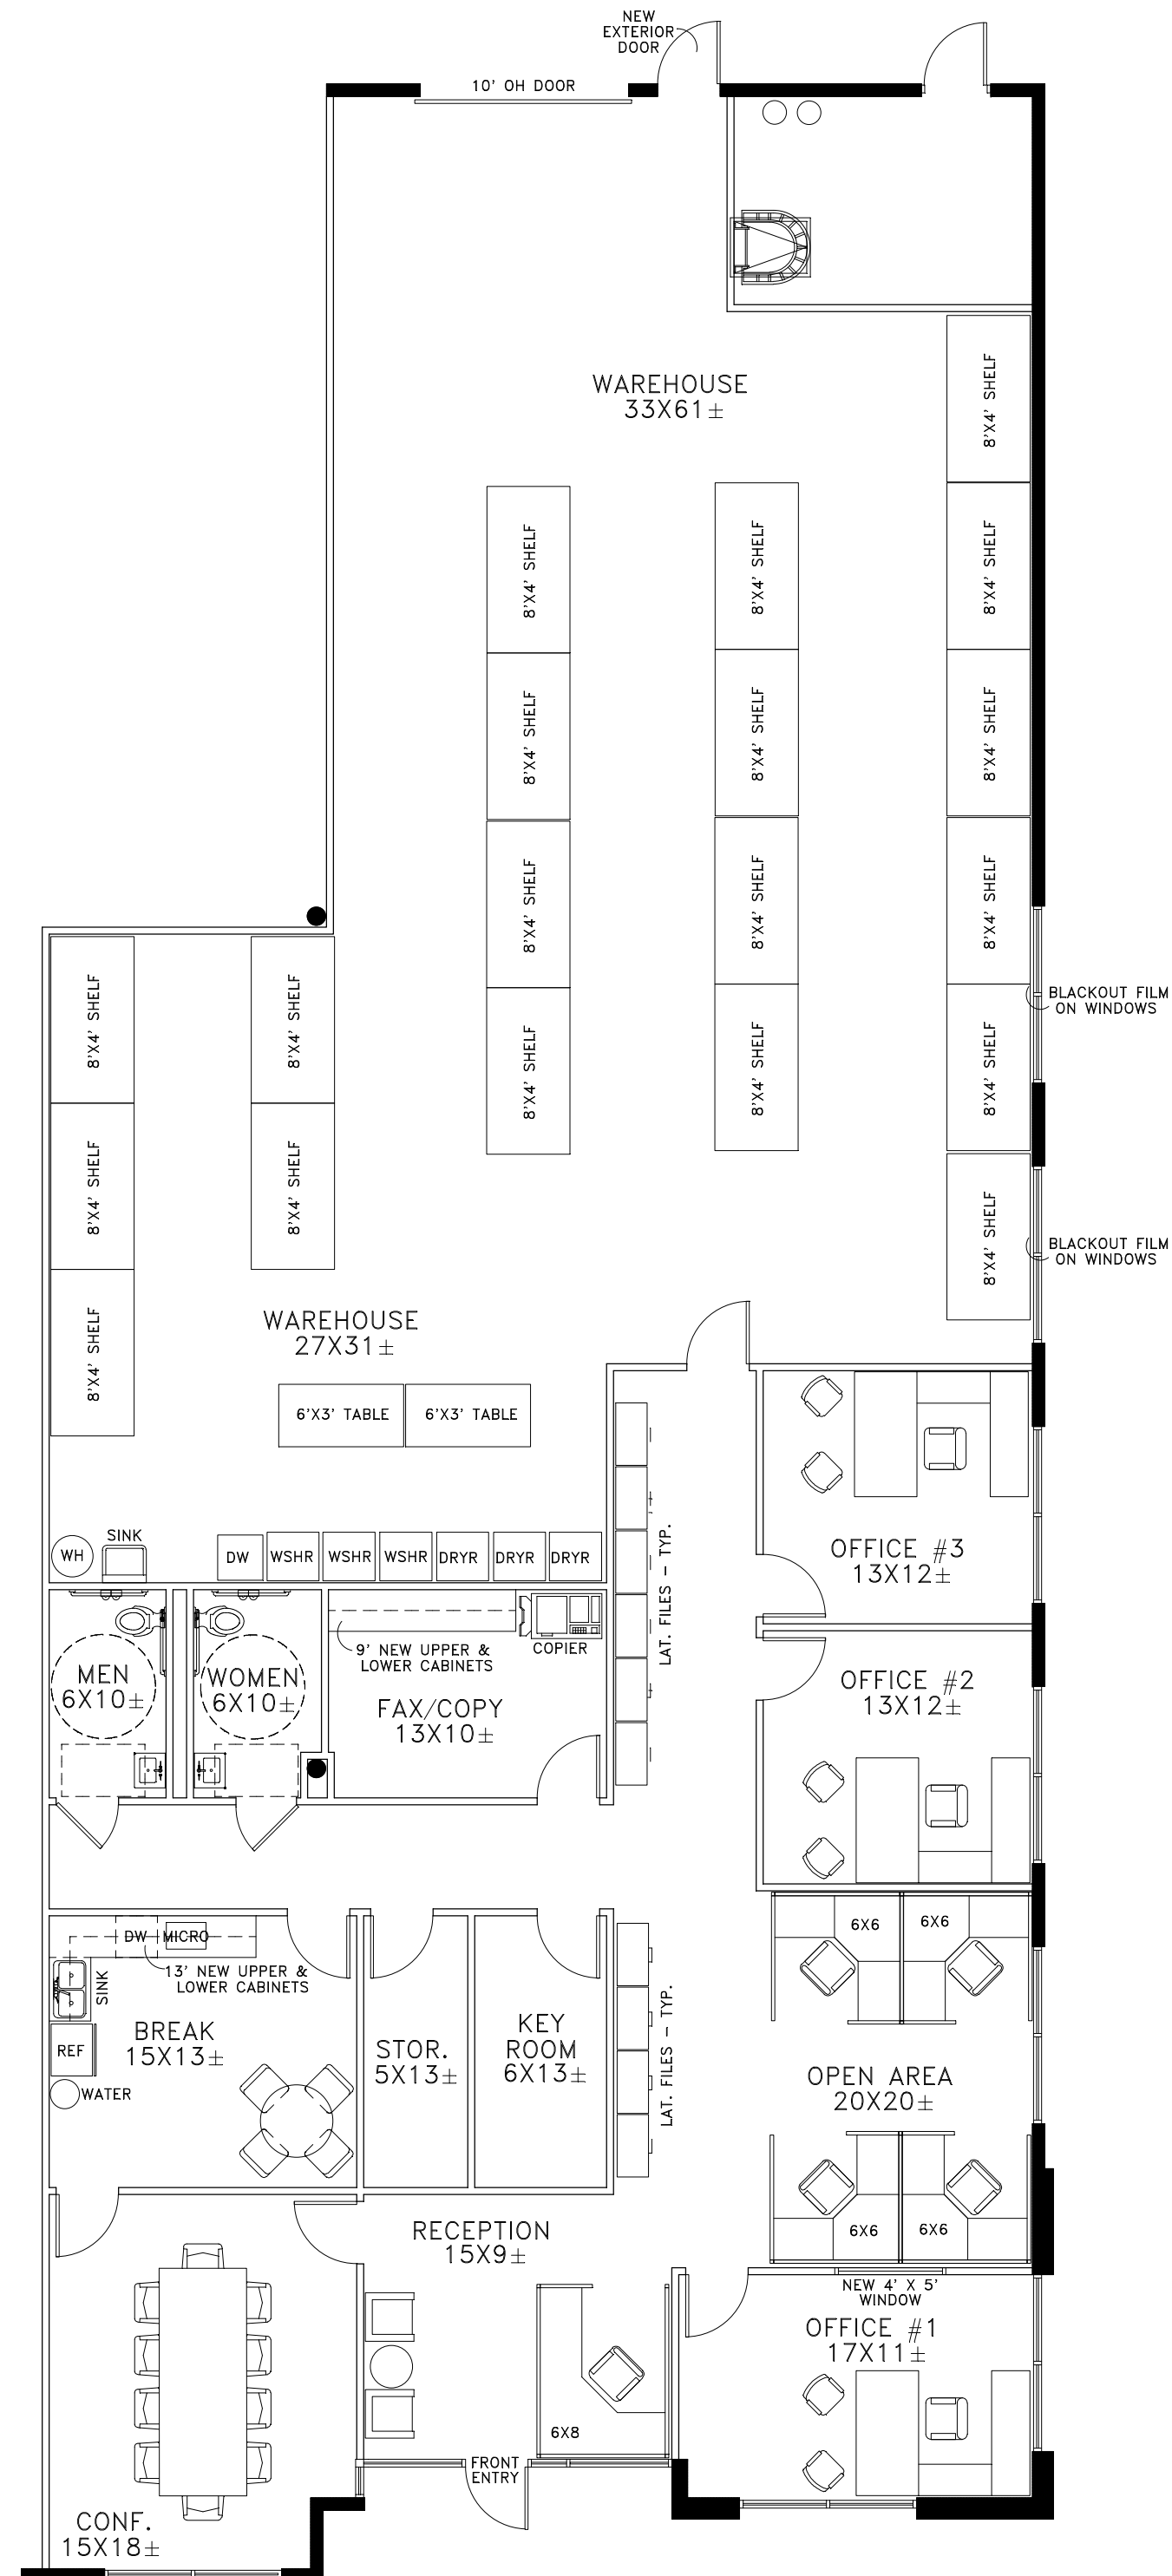 NEW
EXTERIOR
DOOR
10' OH DOOR
WAREHOUSE
33X61±
8'X4' SHELF
8'X4' SHELF
8'X4' SHELF
8'X4' SHELF
8'X4' SHELF
8'X4' SHELF
8'X4' SHELF
8'X4' SHELF
8'X4' SHELF
8'X4' SHELF
8'X4' SHELF
8'X4' SHELF
8'X4' SHELF
8'X4' SHELF
BLACKOUT FILM
ON WINDOWS
BLACKOUT FILM
ON WINDOWS
8'X4' SHELF
8'X4' SHELF
8'X4' SHELF
8'X4' SHELF
8'X4' SHELF
WAREHOUSE
27X31±
6'X3' TABLE
6'X3' TABLE
WH
SINK
DW
WSHR
WSHR
WSHR
DRYR
DRYR
DRYR
LAT. FILES - TYP.
OFFICE #3
13X12±
MEN
6X10±
WOMEN
6X10±
9' NEW UPPER &
LOWER CABINETS
COPIER
FAX/COPY
13X10±
OFFICE #2
13X12±
DW
MICRO
13' NEW UPPER &
LOWER CABINETS
SINK
REF
WATER
BREAK
15X13±
STOR.
5X13±
KEY
ROOM
6X13±
LAT. FILES - TYP.
6X6
6X6
OPEN AREA
20X20±
6X6
6X6
RECEPTION
15X9±
6X8
NEW 4' X 5'
WINDOW
OFFICE #1
17X11±
FRONT
ENTRY
CONF.
15X18±